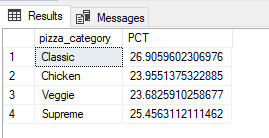 Results Messages
pizza_category PCT
1 Classic 26.9059602306976
2 Chicken 23.9551375322885
3 Veggie 23.6825910258677
4 Supreme 25.4563112111462